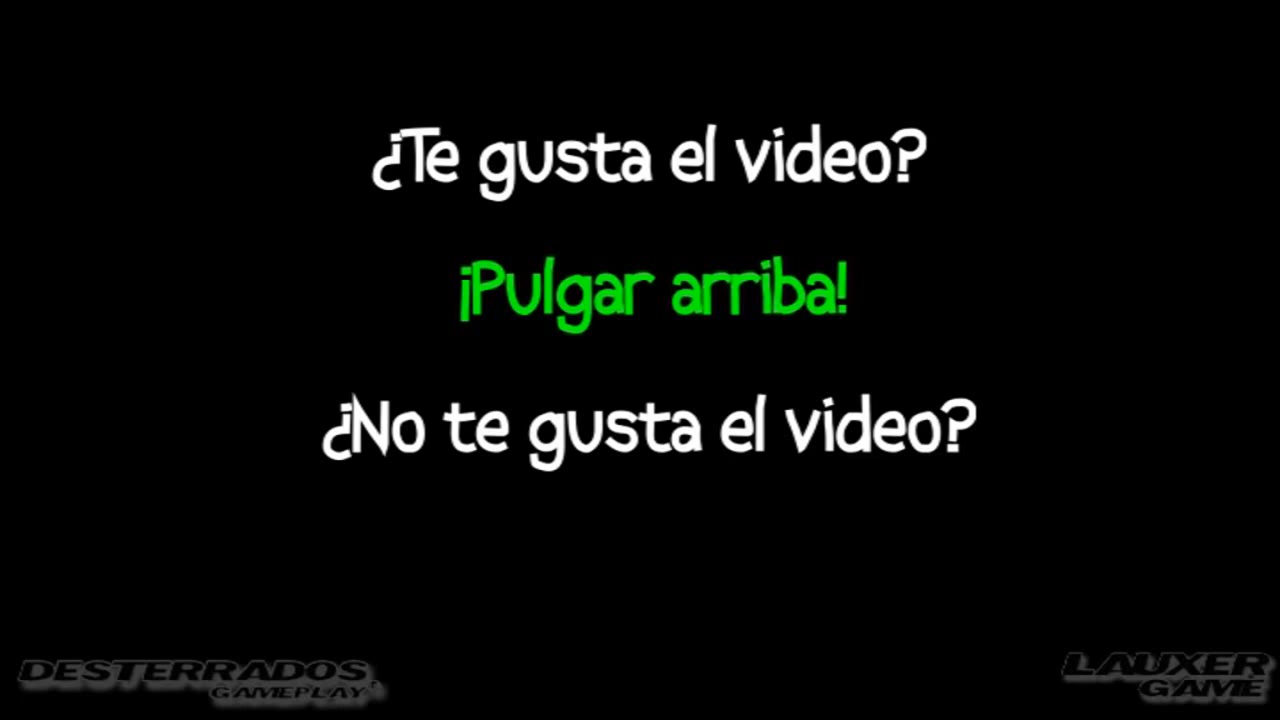 ¿Te gusta el video?
¡Pulgar arriba!
¿No te gusta el video?
DESTERRADOS
GAMEPLAY
LAUXER
GAME